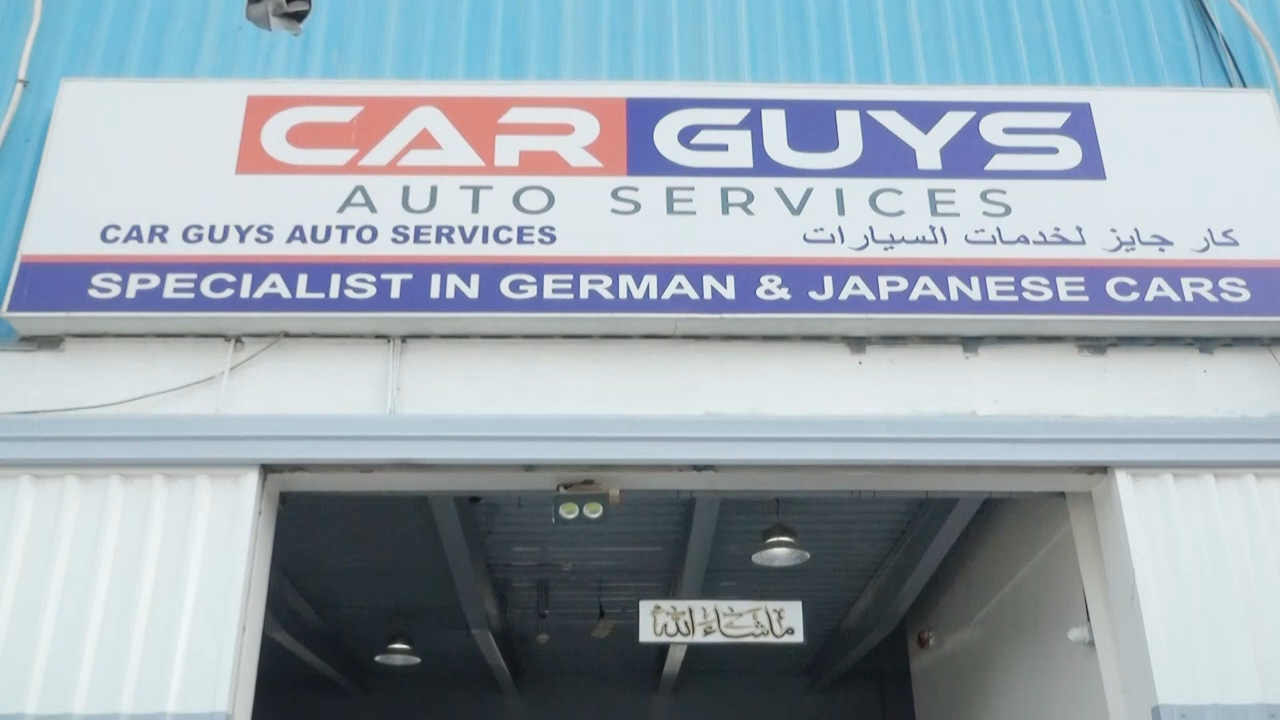 CAR GUYS
AUTO SERVICES
CAR GUYS AUTO SERVICES
كار جايز لخدمات السيارات
SPECIALIST IN GERMAN & JAPANESE CARS
ماشاء الله